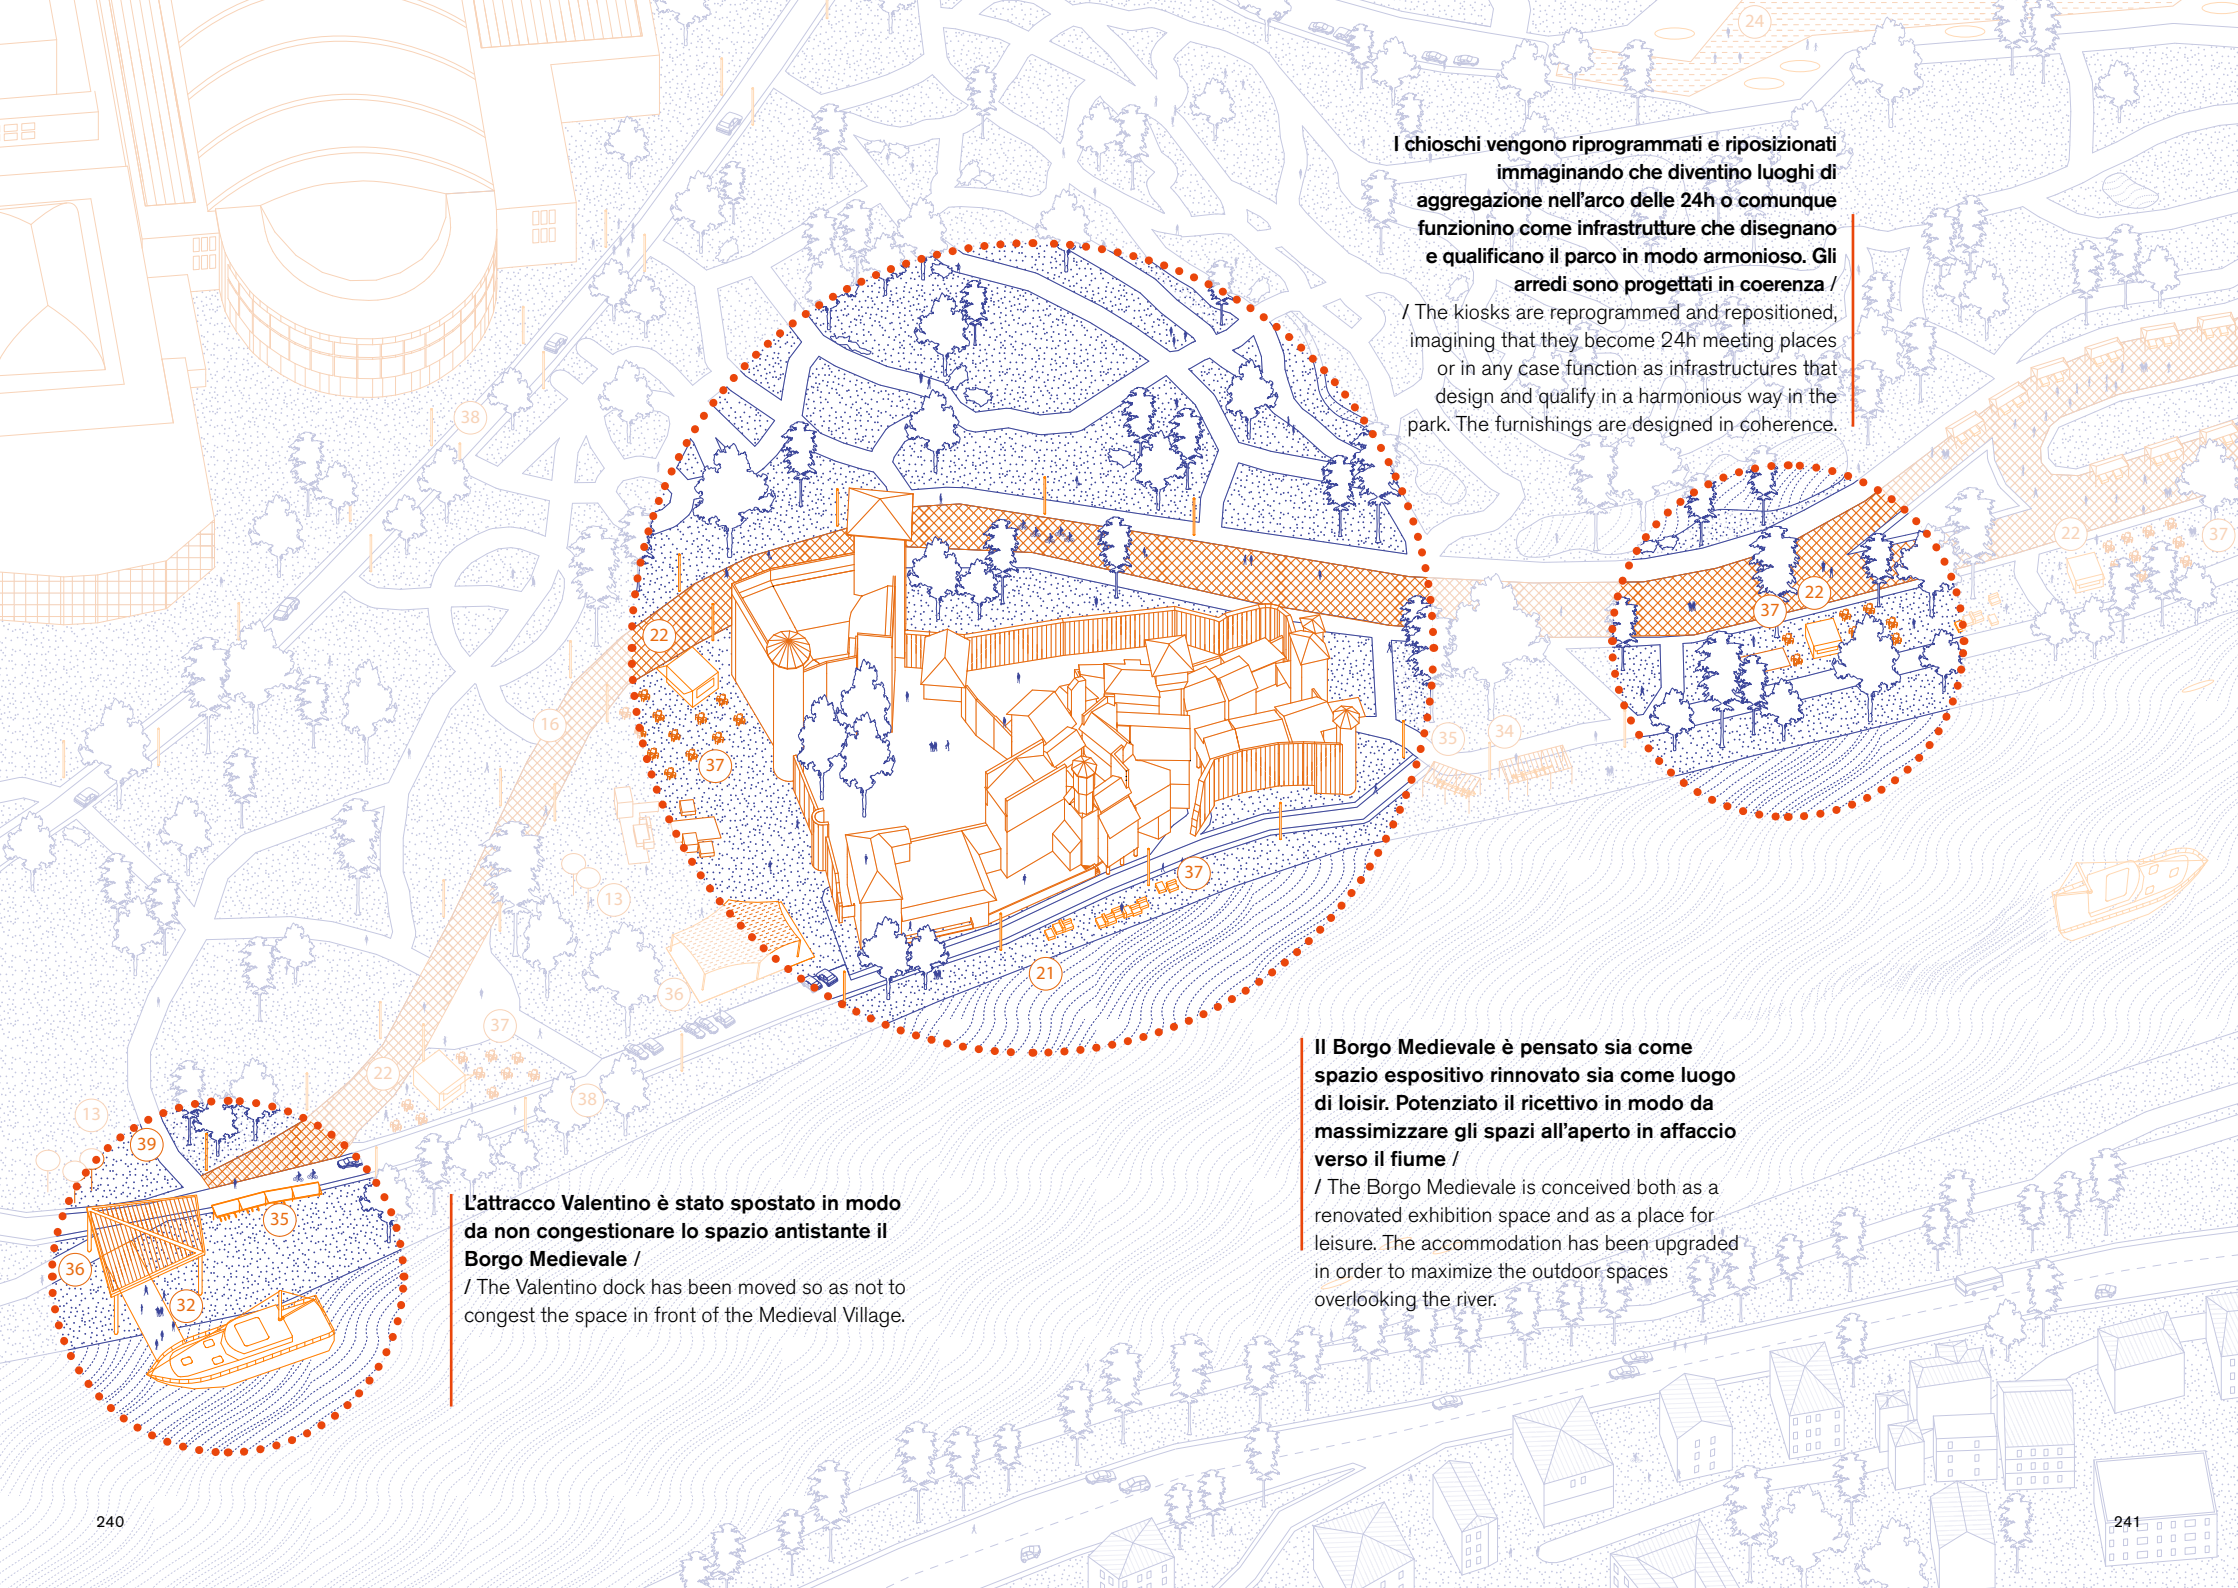 24
I chioschi vengono riprogrammati e riposizionati
immaginando che diventino luoghi di
aggregazione nell’arco delle 24h o comunque
funzionino come infrastrutture che disegnano
e qualificano il parco in modo armonioso. Gli
arredi sono progettati in coerenza /
/ The kiosks are reprogrammed and repositioned,
imagining that they become 24h meeting places
or in any case function as infrastructures that
design and qualify in a harmonious way in the
park. The furnishings are designed in coherence.
38
22
37
22
37
22
37
16
35
34
37
13
21
36
37
22
38
13
39
35
36
32
Il Borgo Medievale è pensato sia come
spazio espositivo rinnovato sia come luogo
di loisir. Potenziato il ricettivo in modo da
massimizzare gli spazi all’aperto in affaccio
verso il fiume /
/ The Borgo Medievale is conceived both as a
renovated exhibition space and as a place for
leisure. The accommodation has been upgraded
in order to maximize the outdoor spaces
overlooking the river.
L’attracco Valentino è stato spostato in modo
da non congestionare lo spazio antistante il
Borgo Medievale /
/ The Valentino dock has been moved so as not to
congest the space in front of the Medieval Village.
240
241